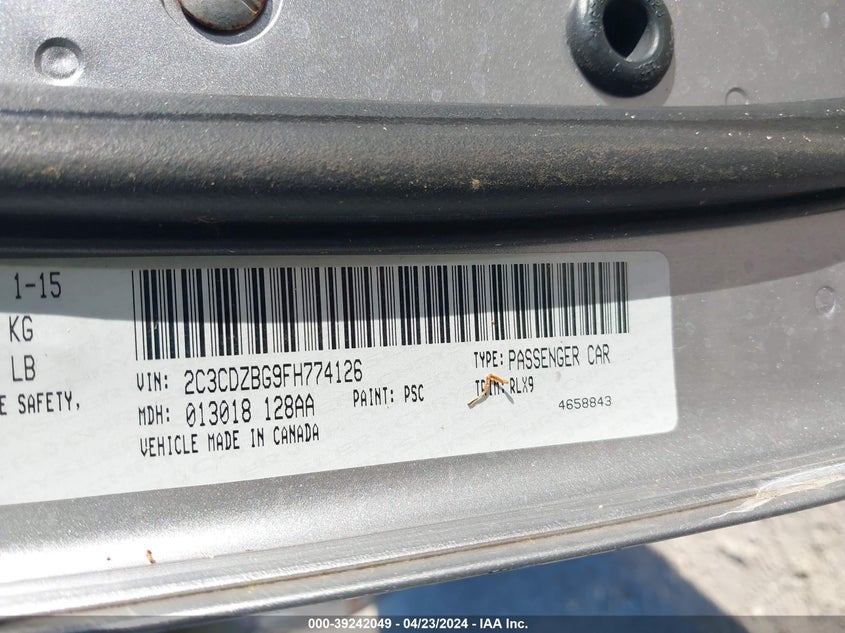 1-15
KG
LB
E SAFETY,
VIN: 2C3CDZBG9FH774126
TYPE: PASSENGER CAR
MDH: 013018 128AA
PAINT: PSC
TRIM: RLX9
VEHICLE MADE IN CANADA
4658843
000-39242049 / 04/23/2024 - IAA Inc.